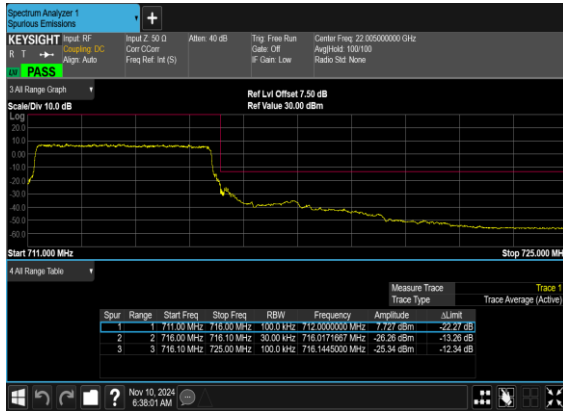 Spectrum Analyzer 1
Spurious Emissions
KEYSIGHT Input: RF Input Z: 50 Ω Atten: 40 dB Trig: Free Run Center Freq: 22.005000000 GHz
R T Coupling: DC Corr CCorr Gate: Off Avg|Hold: 100/100
Align: Auto Freq Ref: Int (S) IF Gain: Low Radio Std: None
PASS
3 All Range Graph
Ref Lvl Offset 7.50 dB
Scale/Div 10.0 dB Ref Value 30.00 dBm
Log
20.0
10.0
0.00
-10.0
-20.0
-30.0
-40.0
-50.0
-60.0
Start 711.000 MHz Stop 725.000 MH
4 All Range Table
Measure Trace Trace 1
Trace Type Trace Average (Active)
Spur Range Start Freq Stop Freq RBW Frequency Amplitude ΔLimit
1 1 711.00 MHz 716.00 MHz 100.0 kHz 712.0000000 MHz 7.727 dBm -22.27 dB
2 2 716.00 MHz 716.10 MHz 30.00 kHz 716.0171667 MHz -26.26 dBm -13.26 dB
3 3 716.10 MHz 725.00 MHz 100.0 kHz 716.1445000 MHz -25.34 dBm -12.34 dB
Nov 10, 2024
6:38:01 AM